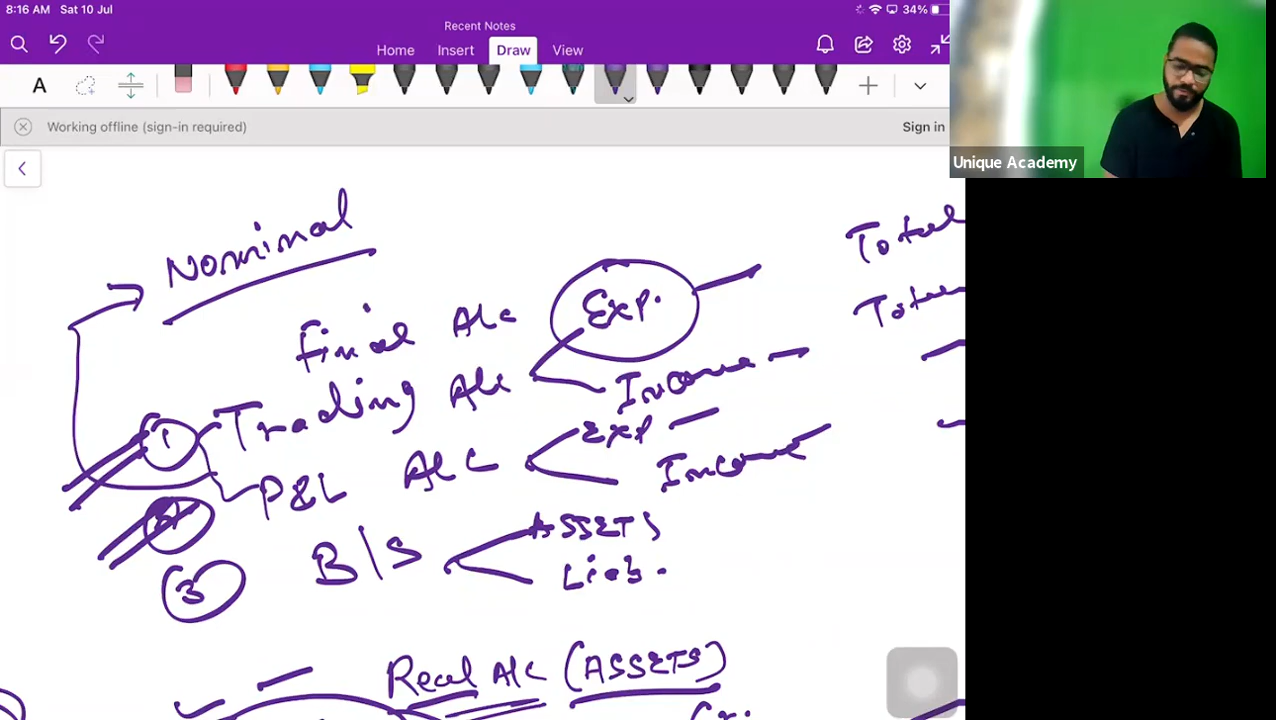 8:16 AM Sat 10 Jul
34%
Recent Notes
Home Insert Draw View
A
Working offline (sign-in required)
Sign in
Unique Academy
Nominal
Final A/c
Exp.
Total
① Trading A/c
Income
② P&L A/c
Exp
Income
③ B/S
ASSETS
Liab.
Real A/c (ASSETS)
Cr.